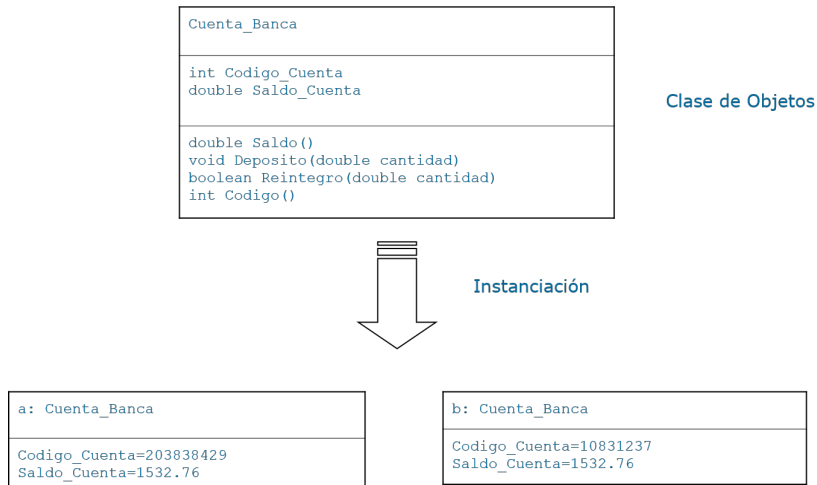 Cuenta_Banca
int Codigo_Cuenta
double Saldo_Cuenta
Clase de Objetos
double Saldo()
void Deposito(double cantidad)
boolean Reintegro(double cantidad)
int Codigo()
Instanciación
a: Cuenta_Banca
Codigo_Cuenta=203838429
Saldo_Cuenta=1532.76
b: Cuenta_Banca
Codigo_Cuenta=10831237
Saldo_Cuenta=1532.76